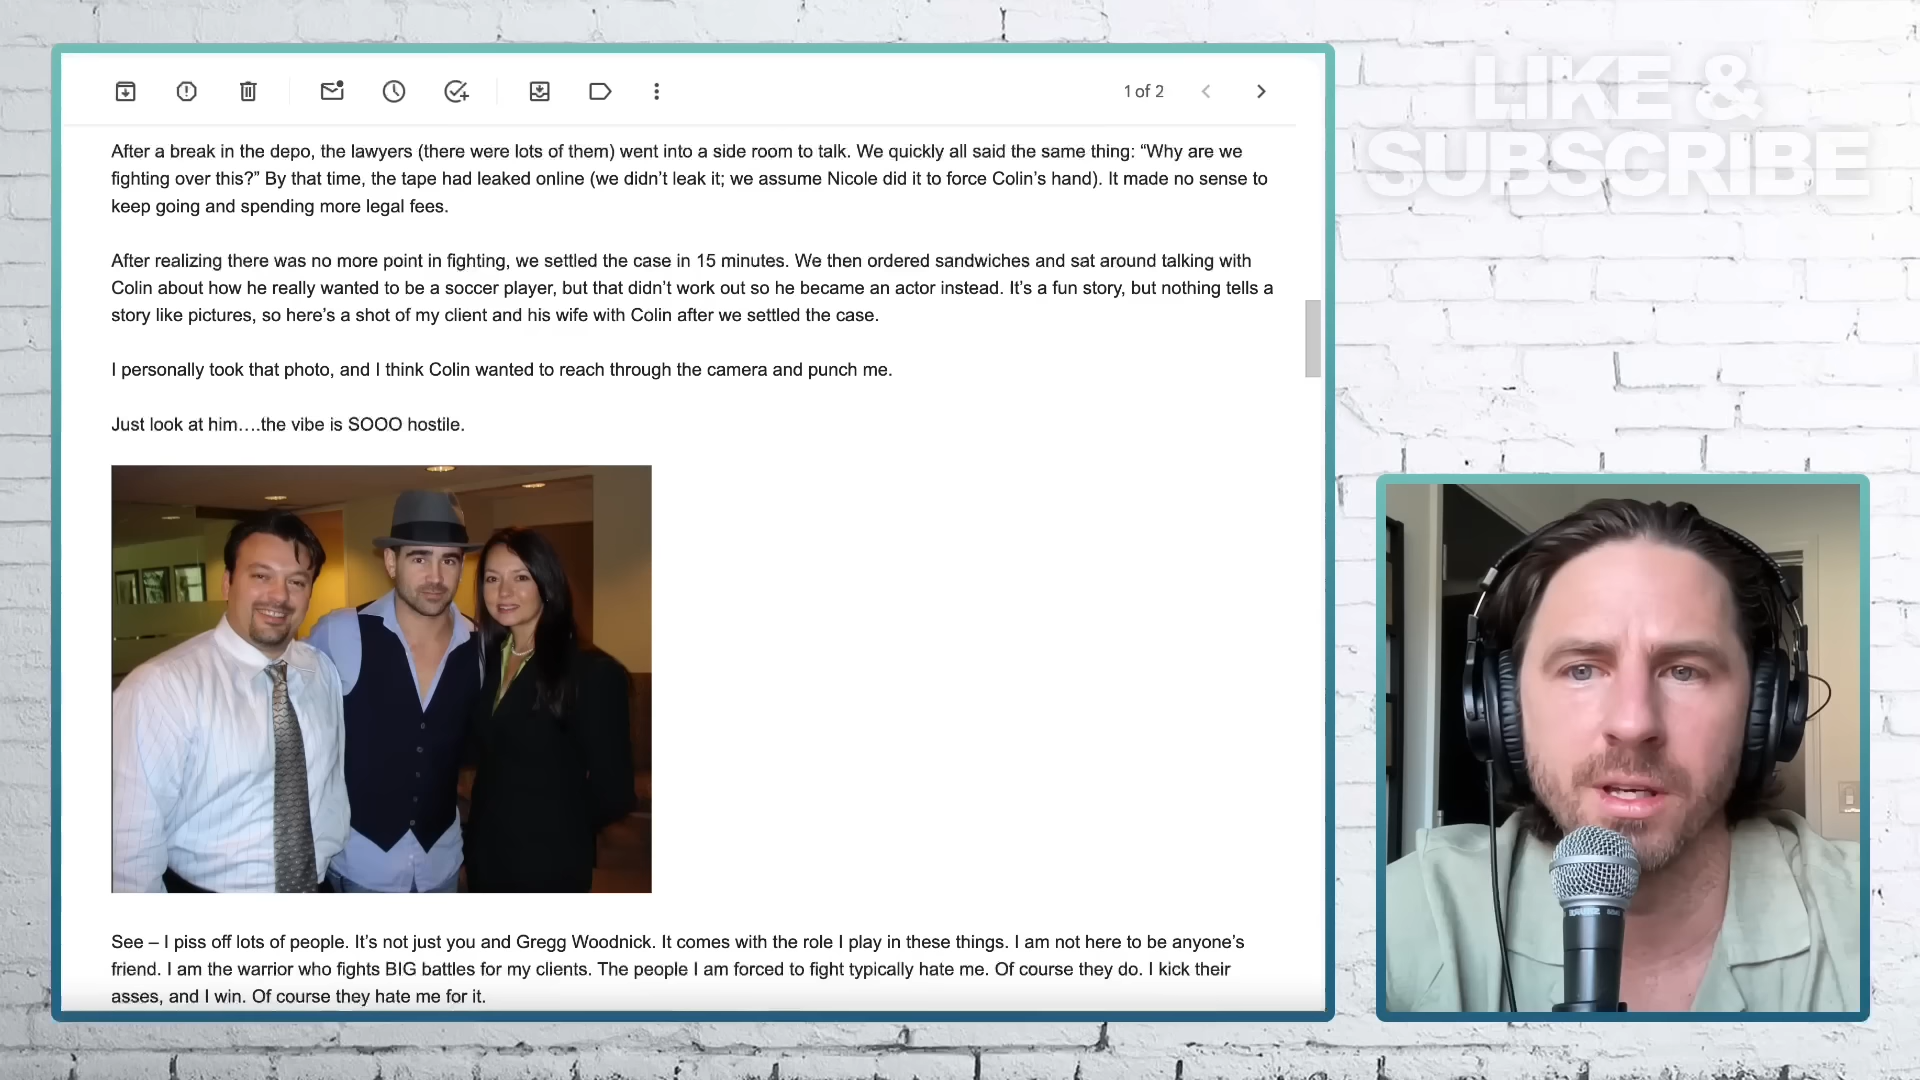 LIKE &
SUBSCRIBE
1 of 2
After a break in the depo, the lawyers (there were lots of them) went into a side room to talk. We quickly all said the same thing: “Why are we
fighting over this?” By that time, the tape had leaked online (we didn’t leak it; we assume Nicole did it to force Colin’s hand). It made no sense to
keep going and spending more legal fees.
After realizing there was no more point in fighting, we settled the case in 15 minutes. We then ordered sandwiches and sat around talking with
Colin about how he really wanted to be a soccer player, but that didn’t work out so he became an actor instead. It’s a fun story, but nothing tells a
story like pictures, so here’s a shot of my client and his wife with Colin after we settled the case.
I personally took that photo, and I think Colin wanted to reach through the camera and punch me.
Just look at him….the vibe is SOOO hostile.
See – I piss off lots of people. It’s not just you and Gregg Woodnick. It comes with the role I play in these things. I am not here to be anyone’s
friend. I am the warrior who fights BIG battles for my clients. The people I am forced to fight typically hate me. Of course they do. I kick their
asses, and I win. Of course they hate me for it.